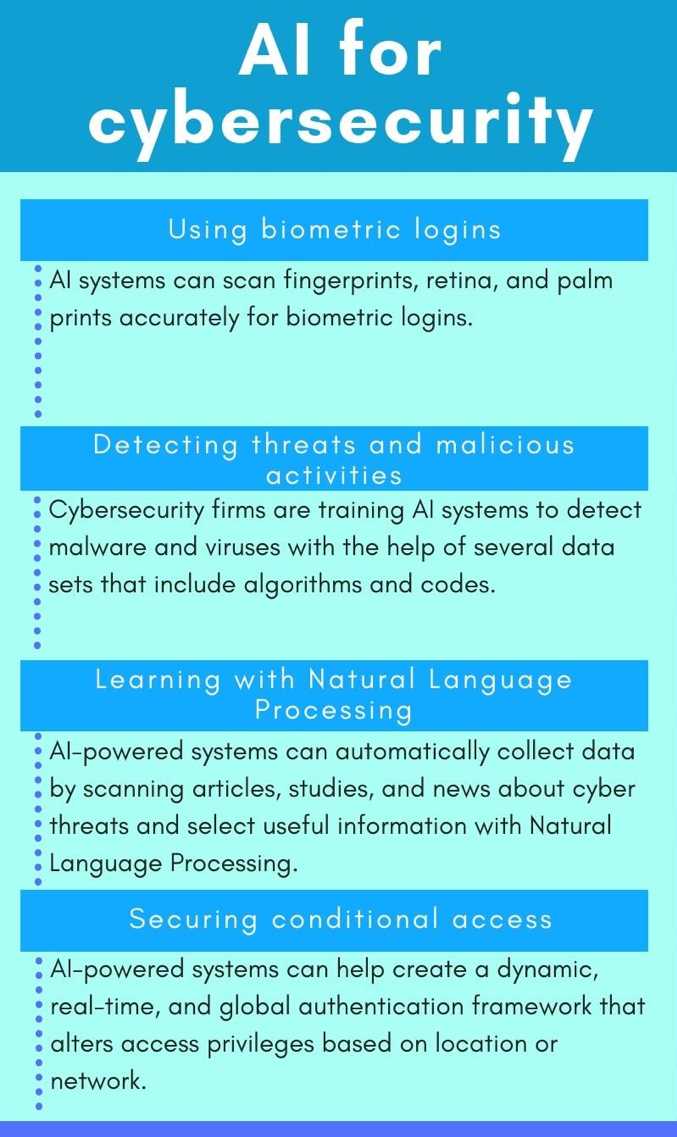 AI for
cybersecurity
Using biometric logins
AI systems can scan fingerprints, retina, and palm
prints accurately for biometric logins.
Detecting threats and malicious
activities
Cybersecurity firms are training AI systems to detect
malware and viruses with the help of several data
sets that include algorithms and codes.
Learning with Natural Language
Processing
AI-powered systems can automatically collect data
by scanning articles, studies, and news about cyber
threats and select useful information with Natural
Language Processing.
Securing conditional access
AI-powered systems can help create a dynamic,
real-time, and global authentication framework that
alters access privileges based on location or
network.